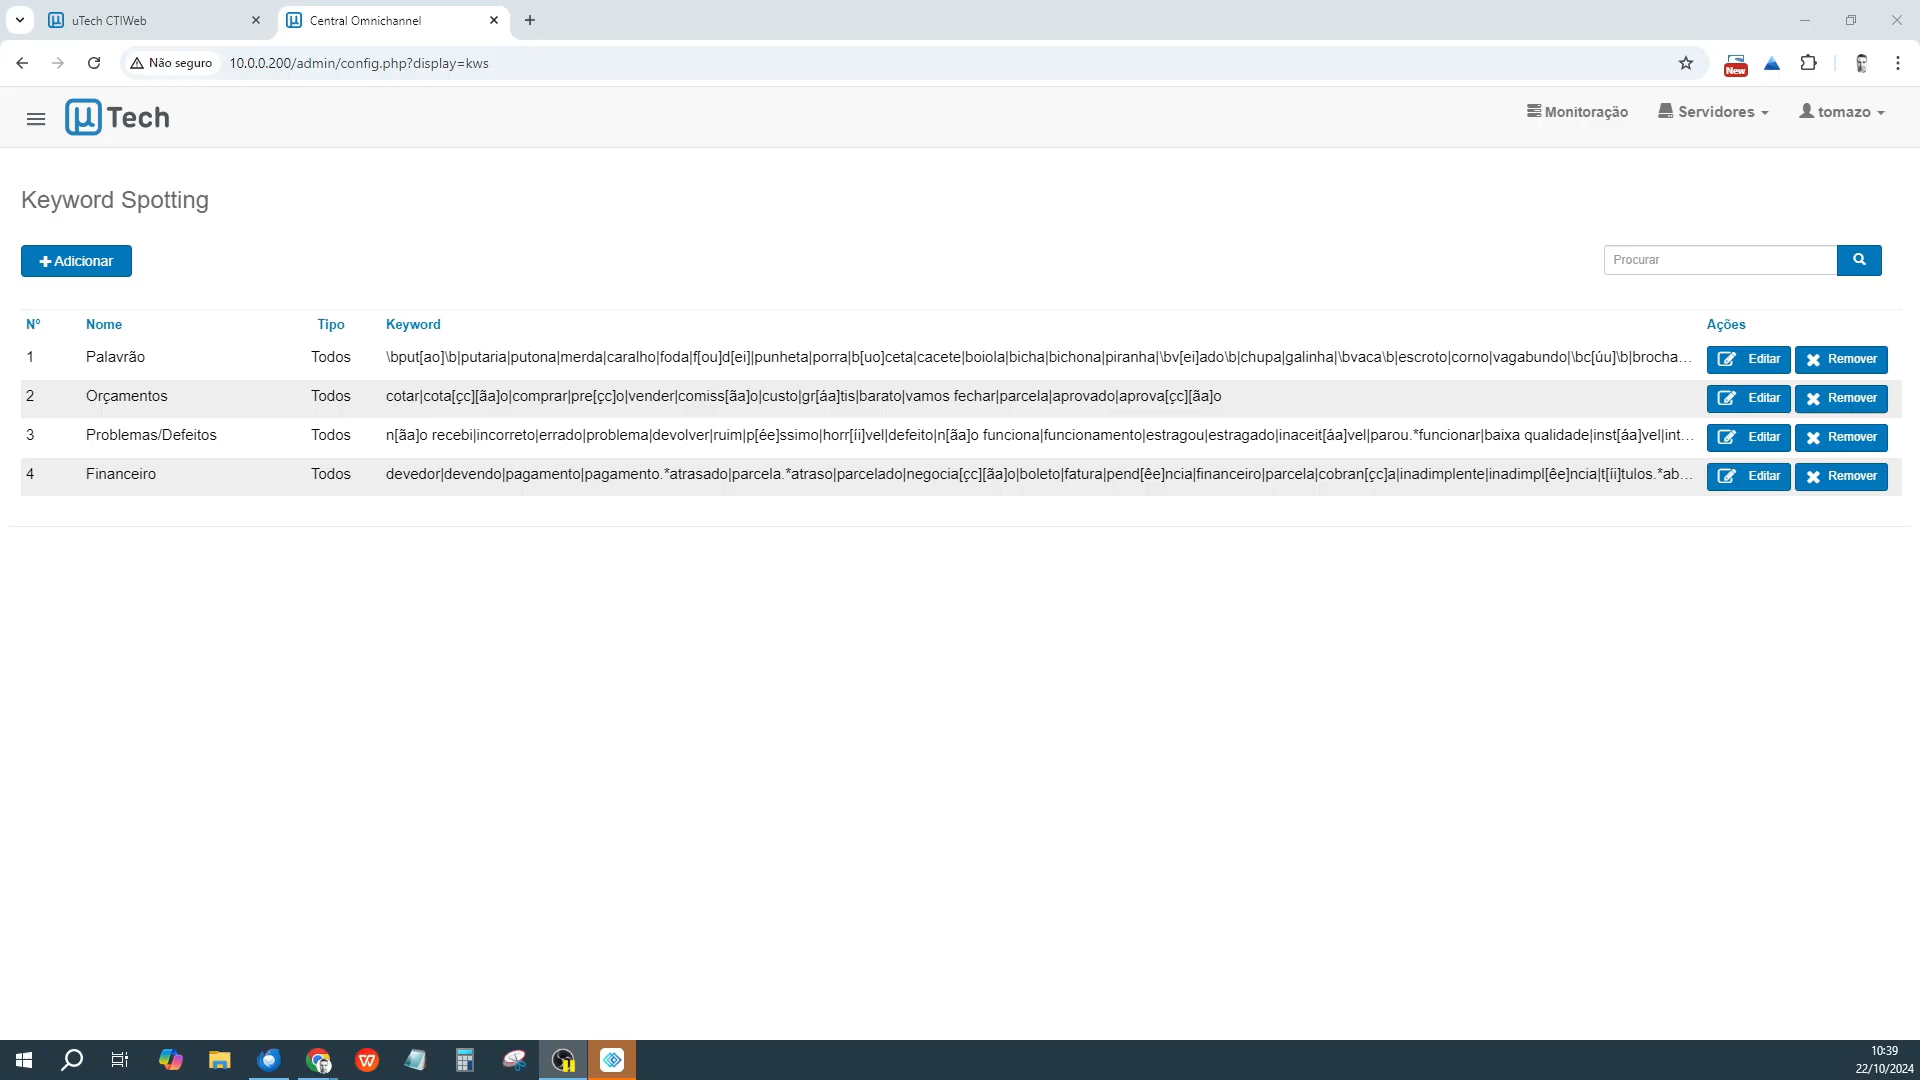 uTech CTIWeb
Central Omnichannel
Não seguro
10.0.0.200/admin/config.php?display=kws
New
µ Tech
Monitoração
Servidores
tomazo
Keyword Spotting
Adicionar
Procurar
Nº Nome Tipo Keyword Ações
1 Palavrão Todos \bput[ao]\b|putaria|putona|merda|caralho|foda|f[ou]d[ei]|punheta|porra|b[uo]ceta|cacete|boiola|bicha|bichona|piranha|\bv[ei]ado\b|chupa|galinha|\bvaca\b|escroto|corno|vagabundo|\bc[úu]\b|brocha... Editar Remover
2 Orçamentos Todos cotar|cota[çc][ãa]o|comprar|pre[çc]o|vender|comiss[ãa]o|custo|gr[áa]tis|barato|vamos fechar|parcela|aprovado|aprova[çc][ãa]o Editar Remover
3 Problemas/Defeitos Todos n[ãa]o recebi|incorreto|errado|problema|devolver|ruim|p[ée]ssimo|horr[íi]vel|defeito|n[ãa]o funciona|funcionamento|estragou|estragado|inaceit[áa]vel|parou.*funcionar|baixa qualidade|inst[áa]vel|int... Editar Remover
4 Financeiro Todos devedor|devendo|pagamento|pagamento.*atrasado|parcela.*atraso|parcelado|negocia[çc][ãa]o|boleto|fatura|pend[êe]ncia|financeiro|parcela|cobran[çc]a|inadimplente|inadimpl[êe]ncia|t[íi]tulos.*ab... Editar Remover
10:39
22/10/2024